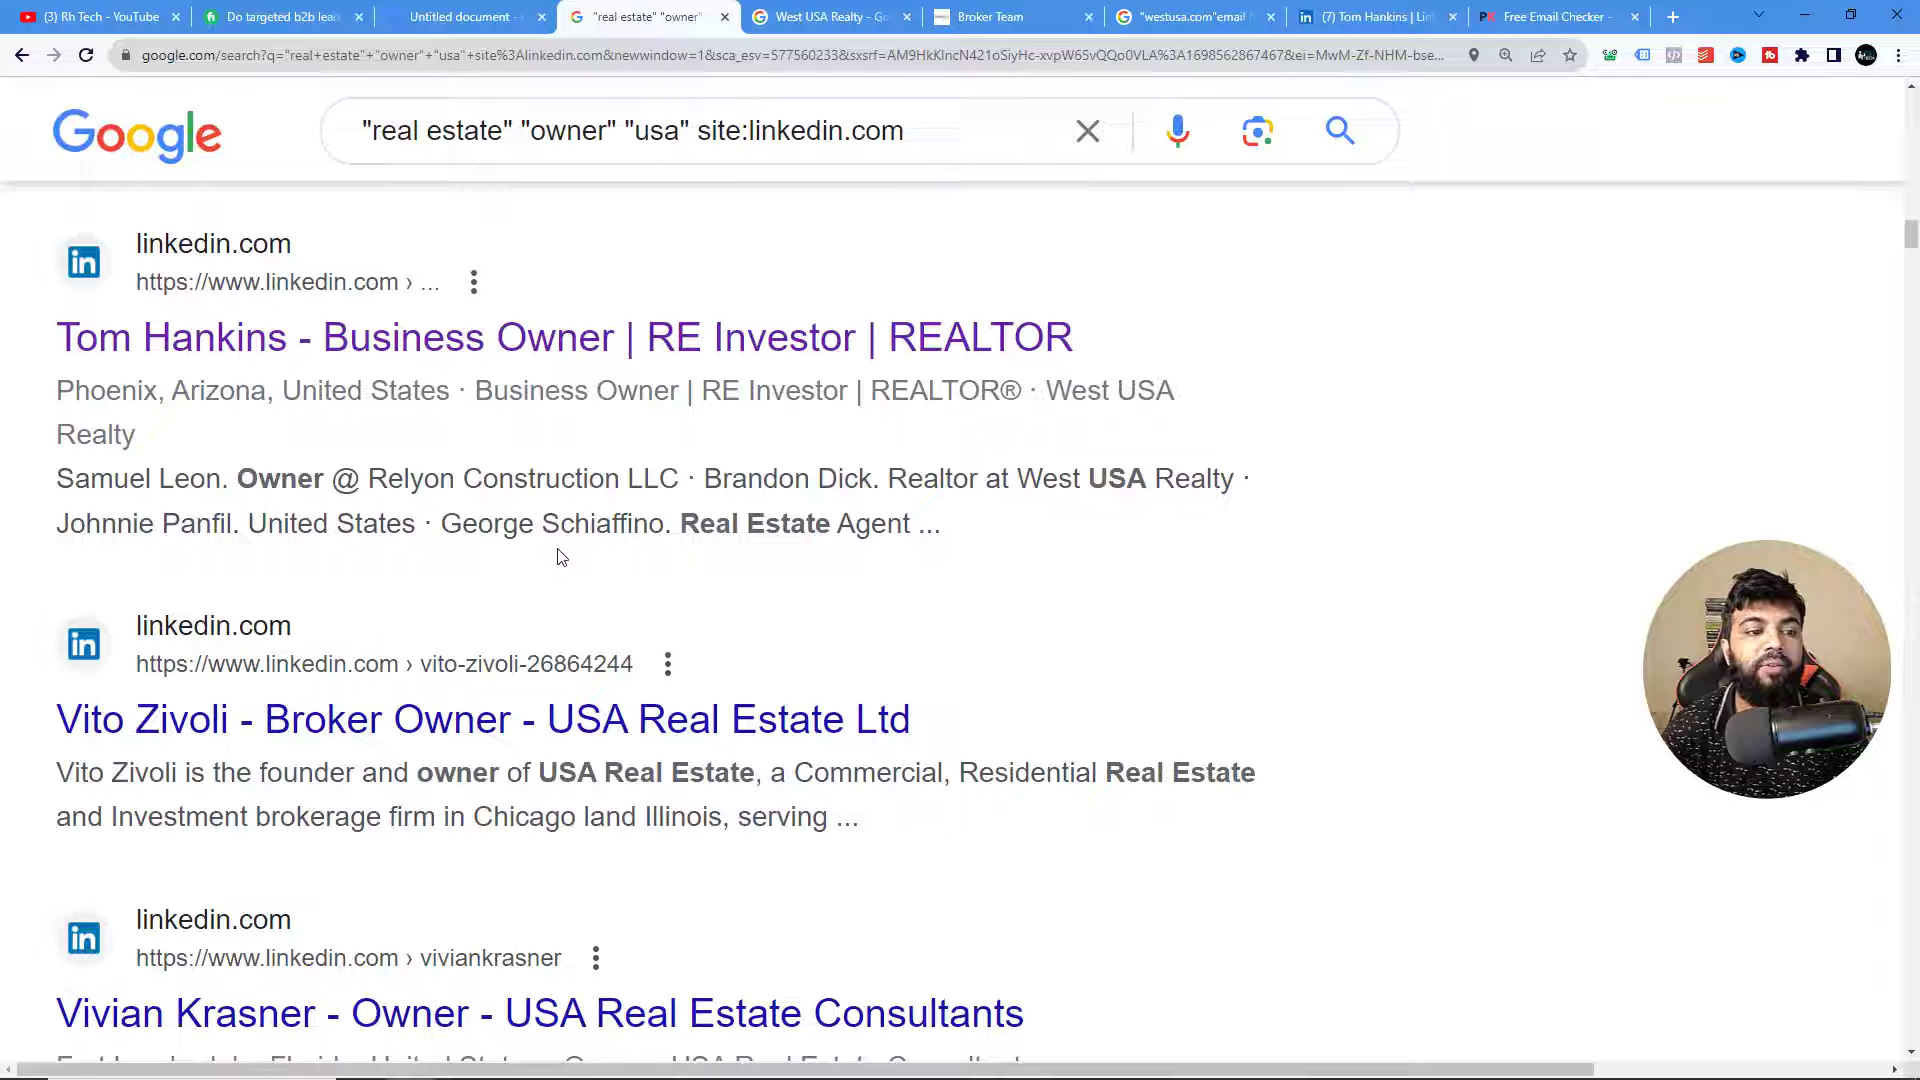 (3) Rh Tech - YouTube
Do targeted b2b lead
Untitled document -
"real estate" "owner"
West USA Realty - Go
Broker Team
"westusa.com"email
(7) Tom Hankins | Lin
Free Email Checker -
google.com/search?q="real+estate"+"owner"+"usa"+site%3Alinkedin.com&newwindow=1&sca_esv=577560233&sxsrf=AM9HkKlncN421oSiyHc-xvpW65vQQo0VLA%3A1698562867467&ei=MwM-Zf-NHM-bse...
Google
"real estate" "owner" "usa" site:linkedin.com
linkedin.com
https://www.linkedin.com › ...
Tom Hankins - Business Owner | RE Investor | REALTOR
Phoenix, Arizona, United States · Business Owner | RE Investor | REALTOR® · West USA
Realty
Samuel Leon. Owner @ Relyon Construction LLC · Brandon Dick. Realtor at West USA Realty ·
Johnnie Panfil. United States · George Schiaffino. Real Estate Agent ...
linkedin.com
https://www.linkedin.com › vito-zivoli-26864244
Vito Zivoli - Broker Owner - USA Real Estate Ltd
Vito Zivoli is the founder and owner of USA Real Estate, a Commercial, Residential Real Estate
and Investment brokerage firm in Chicago land Illinois, serving ...
linkedin.com
https://www.linkedin.com › viviankrasner
Vivian Krasner - Owner - USA Real Estate Consultants